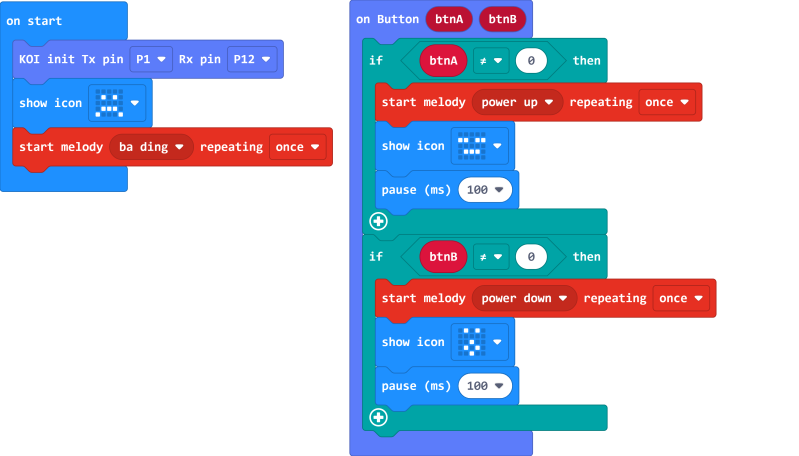 on start
KOI init Tx pin P1 Rx pin P12
show icon
start melody ba ding repeating once
on Button btnA btnB
if btnA ≠ 0 then
start melody power up repeating once
show icon
pause (ms) 100
if btnB ≠ 0 then
start melody power down repeating once
show icon
pause (ms) 100